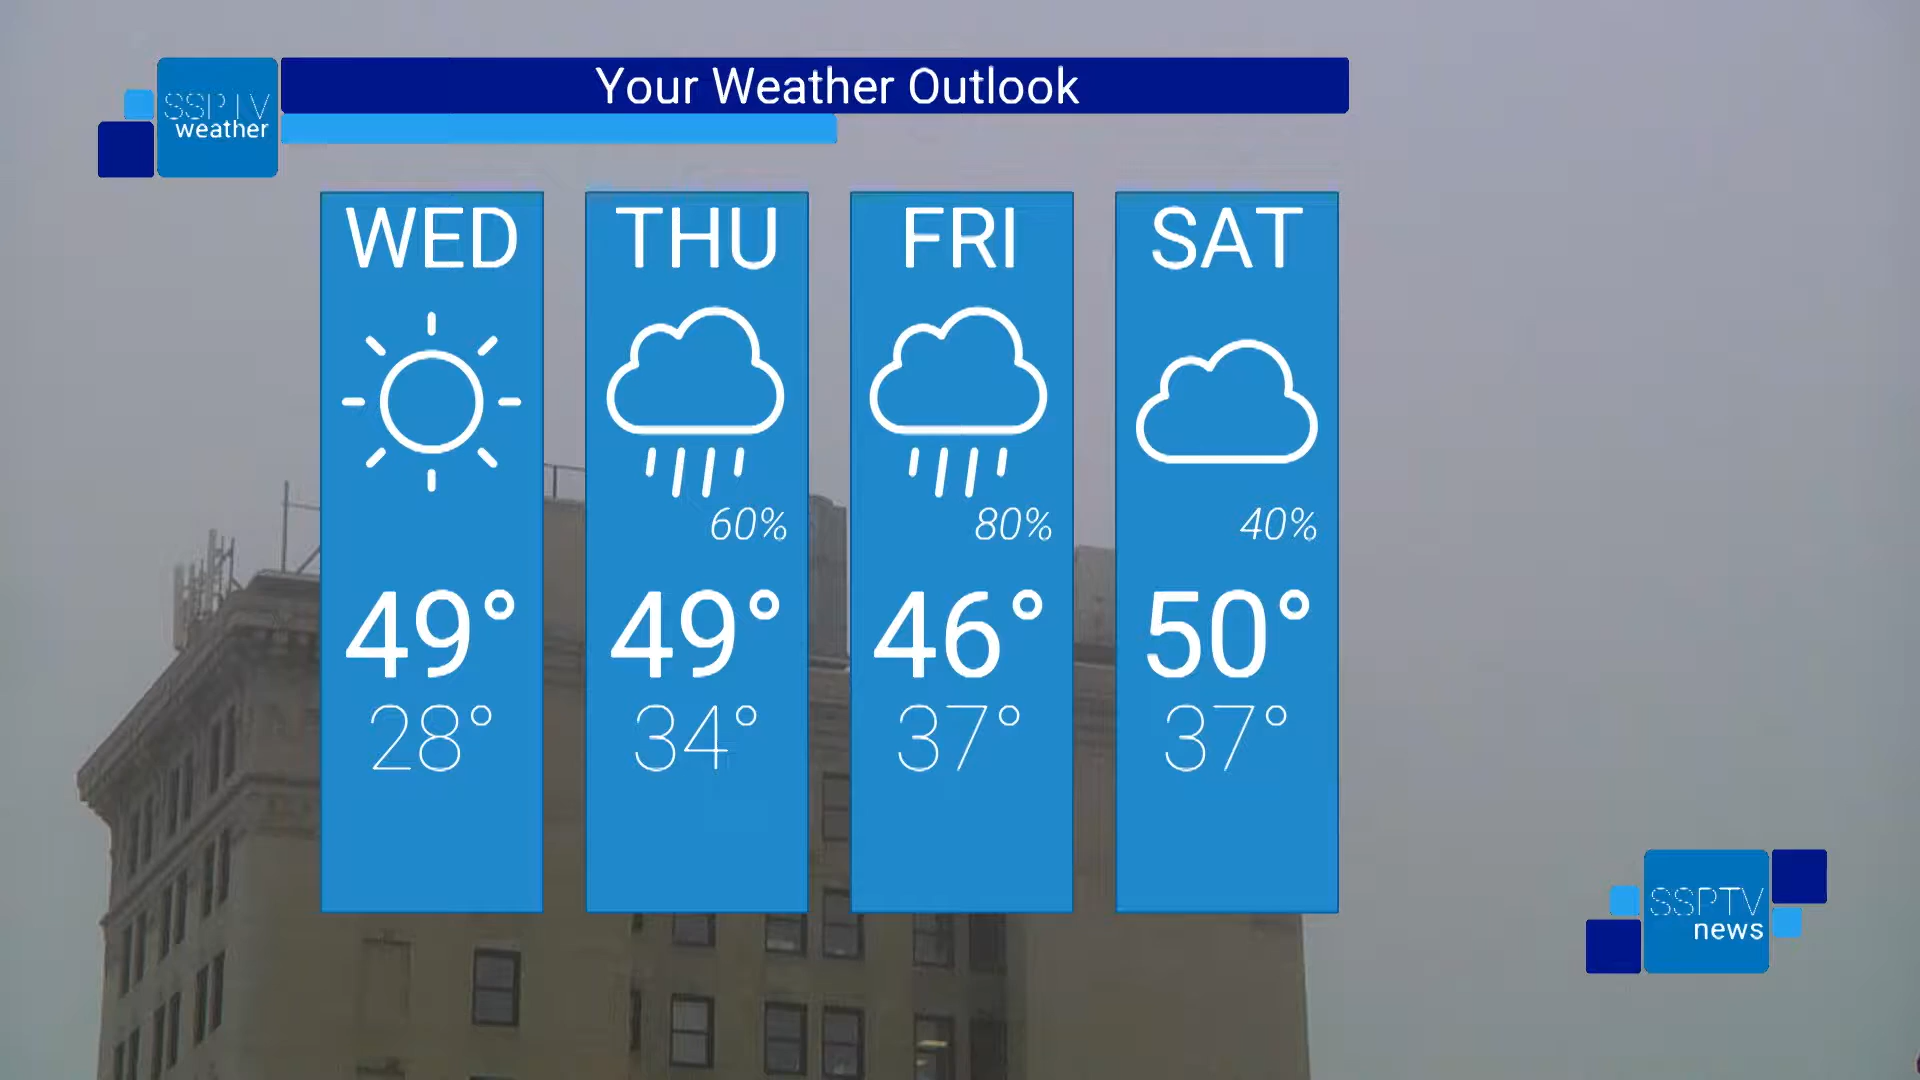 SSPTV
weather
Your Weather Outlook
WED
THU
FRI
SAT
60%
80%
40%
49°
49°
46°
50°
28°
34°
37°
37°
SSPTV
news